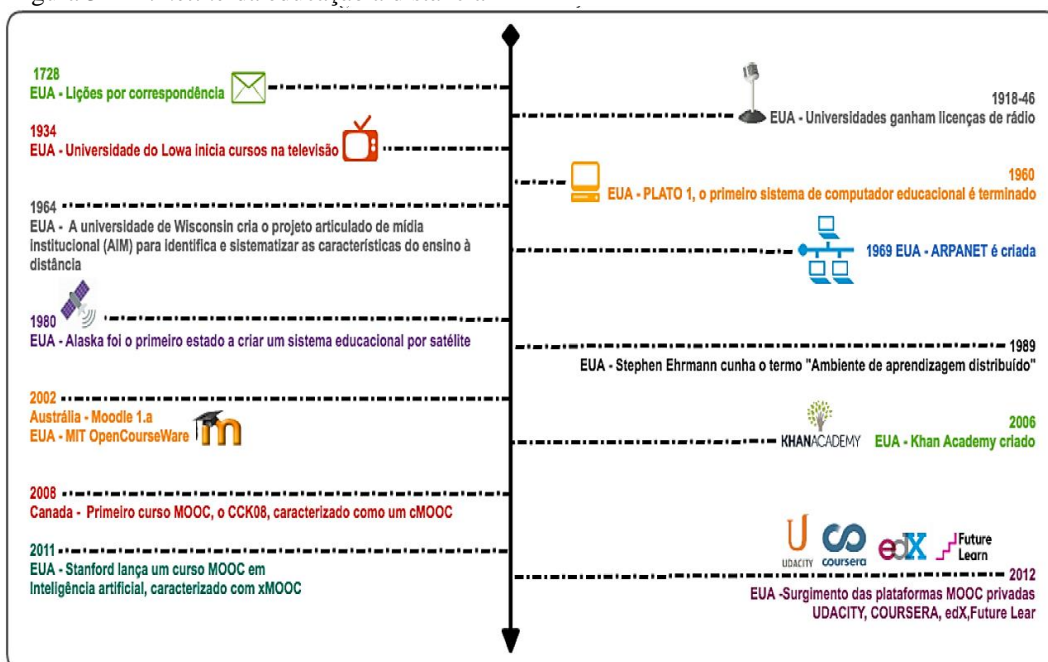 1728
EUA - Lições por correspondência
1918-46
EUA - Universidades ganham licenças de rádio
1934
EUA - Universidade do Lowa inicia cursos na televisão
1960
EUA - PLATO 1, o primeiro sistema de computador educacional é terminado
1964
EUA - A universidade de Wisconsin cria o projeto articulado de mídia
institucional (AIM) para identifica e sistematizar as características do ensino à
distância
1969 EUA - ARPANET é criada
1980
EUA - Alaska foi o primeiro estado a criar um sistema educacional por satélite
1989
EUA - Stephen Ehrmann cunha o termo "Ambiente de aprendizagem distribuído"
2002
Austrália - Moodle 1.a
EUA - MIT OpenCourseWare
m
2006
KHANACADEMY
EUA - Khan Academy criado
2008
Canada - Primeiro curso MOOC, o CCK08, caracterizado como um cMOOC
2011
EUA - Stanford lança um curso MOOC em
Inteligência artificial, caracterizado com xMOOC
U
UDACITY
coursera
edX
Future
Learn
2012
EUA -Surgimento das plataformas MOOC privadas
UDACITY, COURSERA, edX,Future Lear